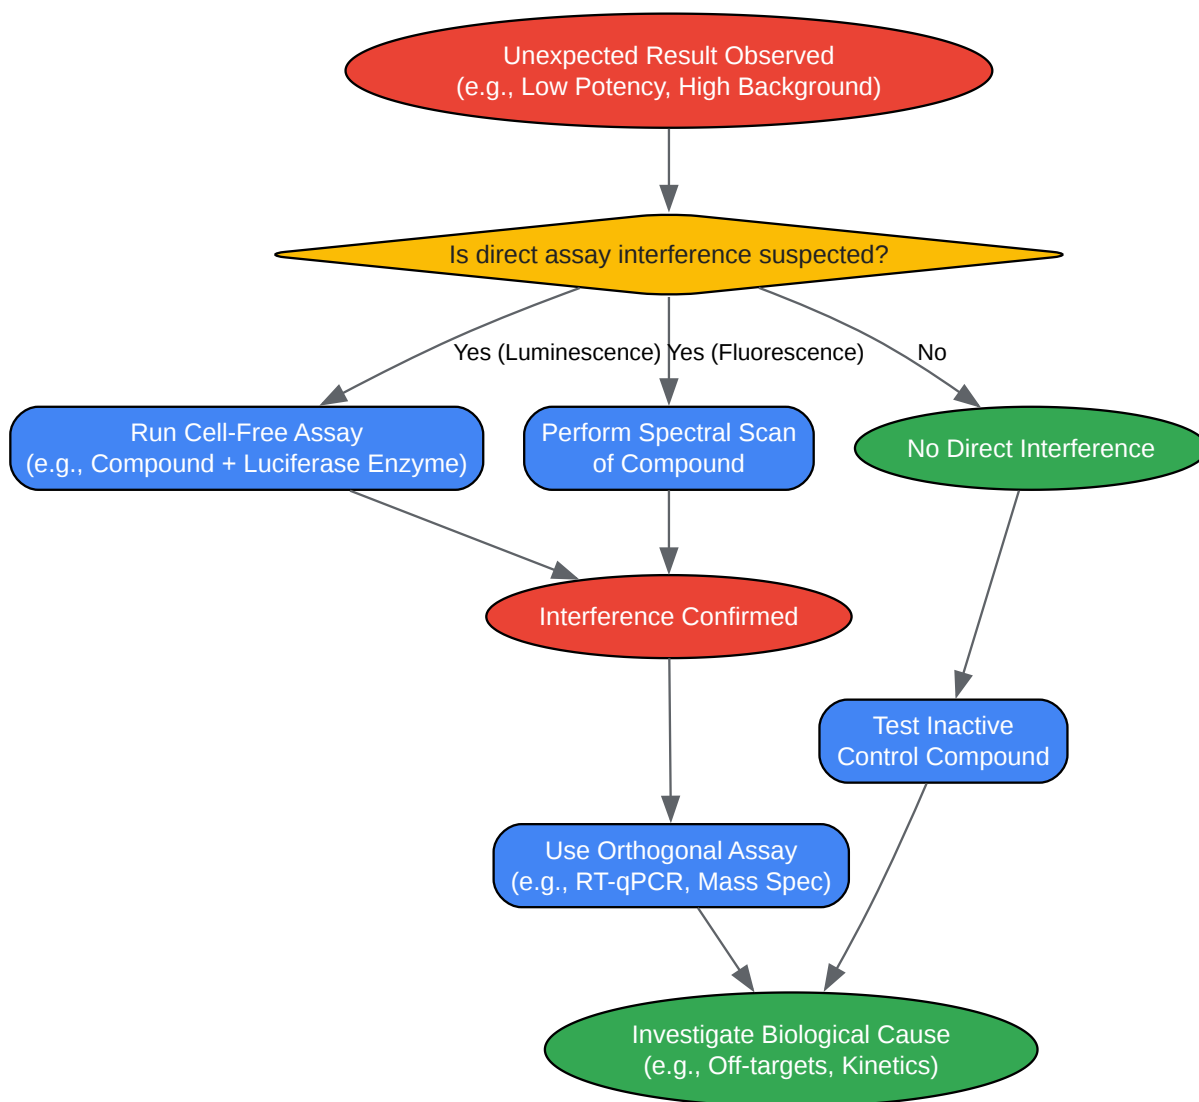 Unexpected Result Observed
(e.g., Low Potency, High Background)
Is direct assay interference suspected?
Yes (Luminescence)
Yes (Fluorescence)
No
Run Cell-Free Assay
(e.g., Compound + Luciferase Enzyme)
Perform Spectral Scan
of Compound
No Direct Interference
Interference Confirmed
Test Inactive
Control Compound
Use Orthogonal Assay
(e.g., RT-qPCR, Mass Spec)
Investigate Biological Cause
(e.g., Off-targets, Kinetics)